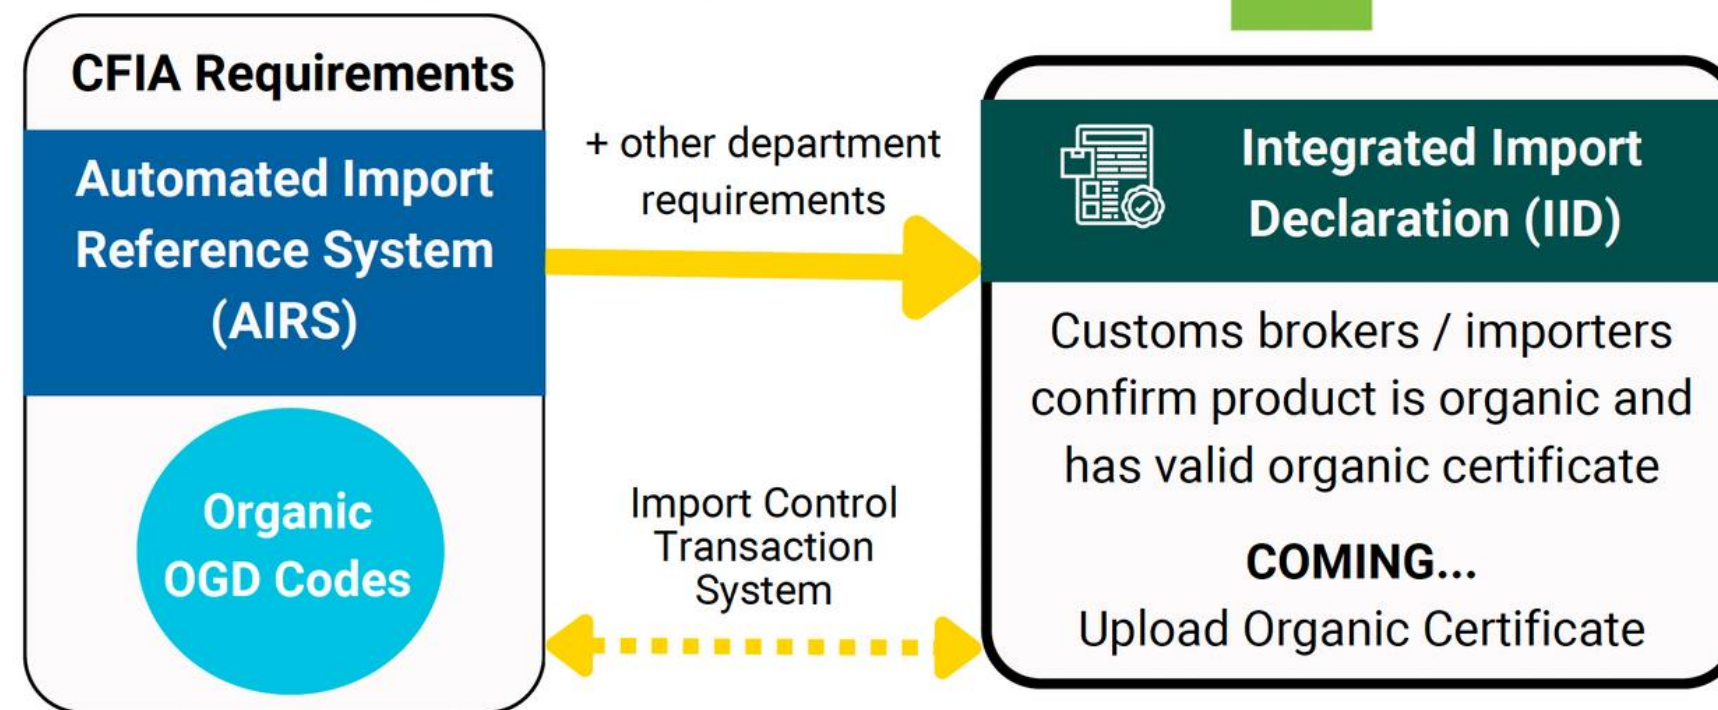 CFIA Requirements
Automated Import
Reference System
(AIRS)
Organic
OGD Codes
+ other department
requirements
Import Control
Transaction
System
Integrated Import
Declaration (IID)
Customs brokers / importers
confirm product is organic and
has valid organic certificate
COMING...
Upload Organic Certificate